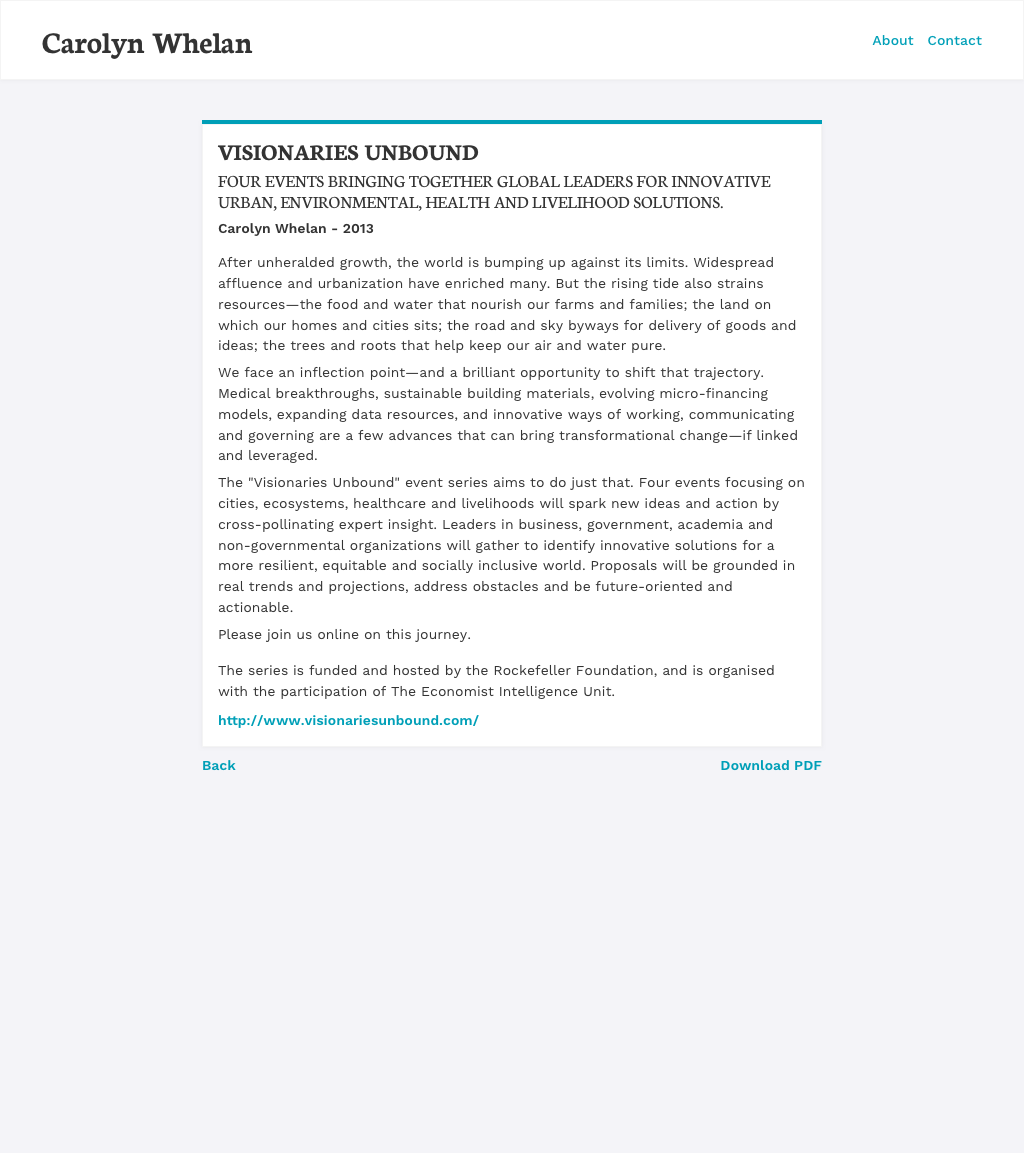 Carolyn Whelan
About Contact
VISIONARIES UNBOUND
FOUR EVENTS BRINGING TOGETHER GLOBAL LEADERS FOR INNOVATIVE
URBAN, ENVIRONMENTAL, HEALTH AND LIVELIHOOD SOLUTIONS.
Carolyn Whelan - 2013
After unheralded growth, the world is bumping up against its limits. Widespread
affluence and urbanization have enriched many. But the rising tide also strains
resources—the food and water that nourish our farms and families; the land on
which our homes and cities sits; the road and sky byways for delivery of goods and
ideas; the trees and roots that help keep our air and water pure.
We face an inflection point—and a brilliant opportunity to shift that trajectory.
Medical breakthroughs, sustainable building materials, evolving micro-financing
models, expanding data resources, and innovative ways of working, communicating
and governing are a few advances that can bring transformational change—if linked
and leveraged.
The "Visionaries Unbound" event series aims to do just that. Four events focusing on
cities, ecosystems, healthcare and livelihoods will spark new ideas and action by
cross-pollinating expert insight. Leaders in business, government, academia and
non-governmental organizations will gather to identify innovative solutions for a
more resilient, equitable and socially inclusive world. Proposals will be grounded in
real trends and projections, address obstacles and be future-oriented and
actionable.
Please join us online on this journey.
The series is funded and hosted by the Rockefeller Foundation, and is organised
with the participation of The Economist Intelligence Unit.
http://www.visionariesunbound.com/
Back
Download PDF